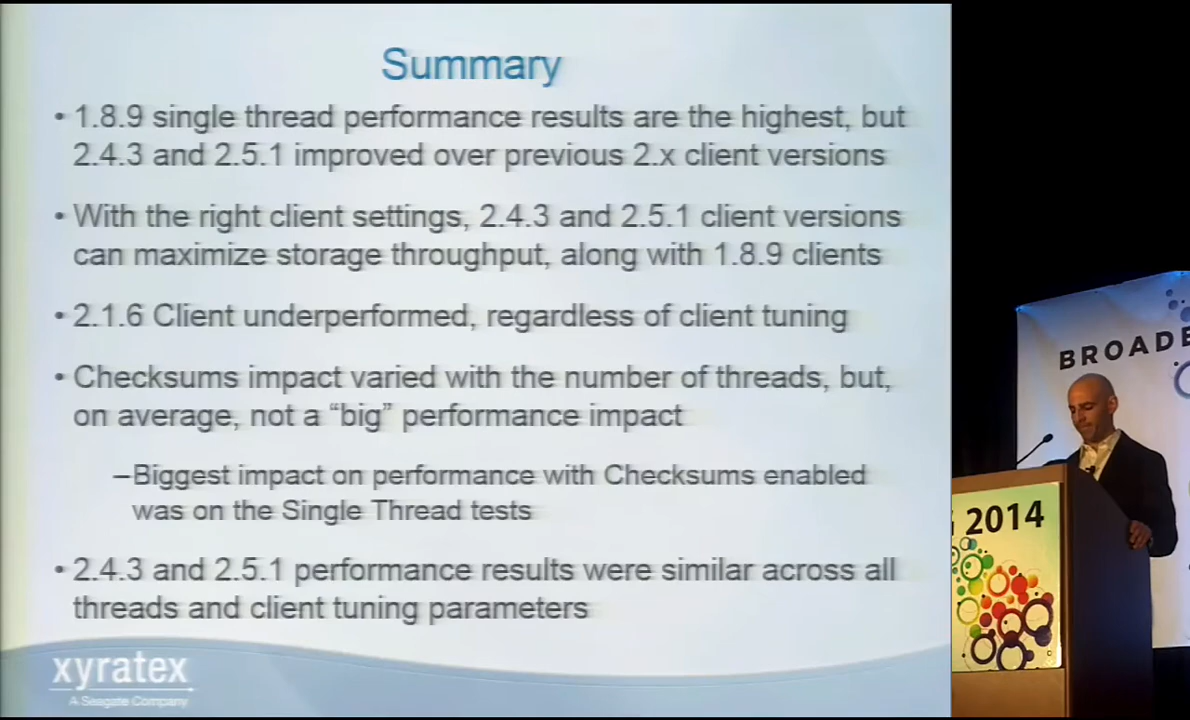 Summary
• 1.8.9 single thread performance results are the highest, but
2.4.3 and 2.5.1 improved over previous 2.x client versions
• With the right client settings, 2.4.3 and 2.5.1 client versions
can maximize storage throughput, along with 1.8.9 clients
• 2.1.6 Client underperformed, regardless of client tuning
• Checksums impact varied with the number of threads, but,
on average, not a “big” performance impact
–Biggest impact on performance with Checksums enabled
was on the Single Thread tests
• 2.4.3 and 2.5.1 performance results were similar across all
threads and client tuning parameters
xyratex
A Seagate Company
BROADE
G 2014